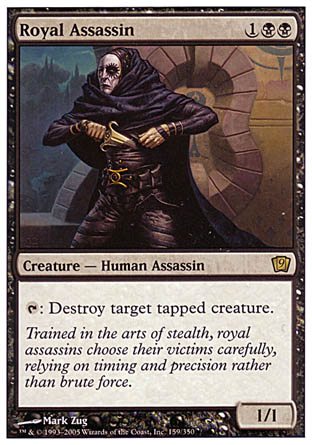 Royal Assassin 1
Creature — Human Assassin 9
: Destroy target tapped creature.
Trained in the arts of stealth, royal
assassins choose their victims carefully,
relying on timing and precision rather
than brute force.
Mark Zug
™ & © 1993–2005 Wizards of the Coast, Inc. 159/350
1/1